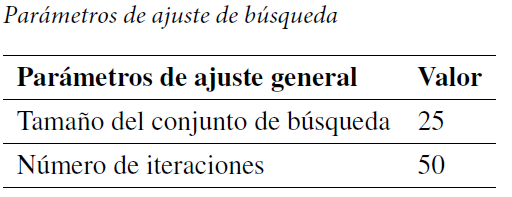 Parámetros de ajuste de búsqueda
Parámetros de ajuste general Valor
Tamaño del conjunto de búsqueda 25
Número de iteraciones 50